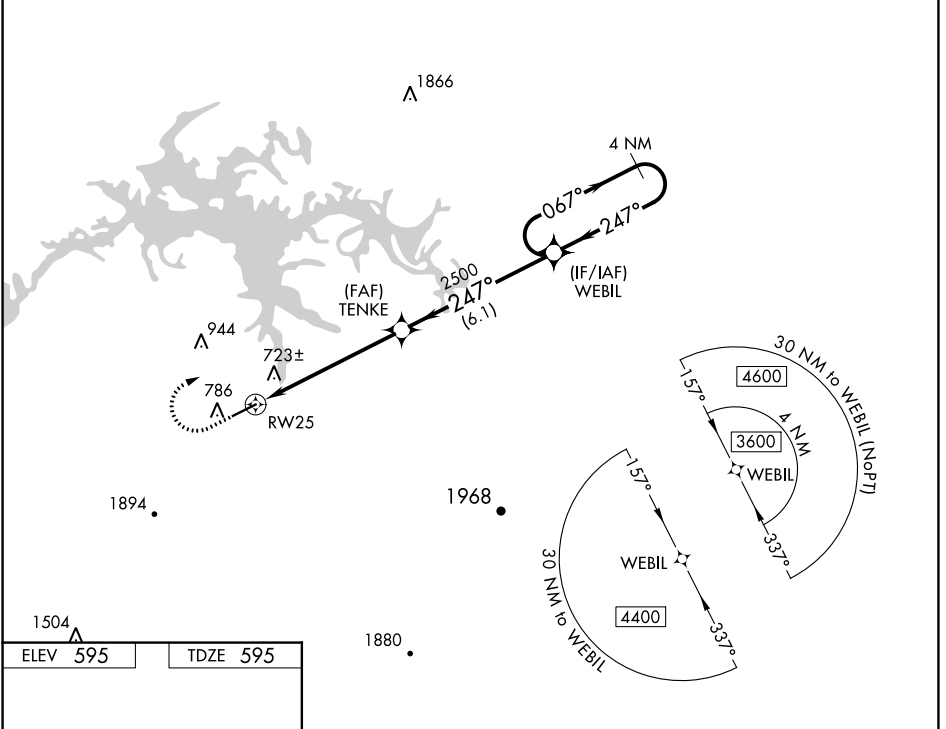 1866
4 NM
067°
247°
(IF/IAF)
WEBIL
2500
247°
(6.1)
(FAF)
TENKE
944
723±
786
RW25
30 NM to WEBIL (NoPT)
157°
4600
4 NM
3600
WEBIL
337°
1894
1968
157°
WEBIL
30 NM to WEBIL
4400
337°
1504
1880
ELEV 595
TDZE 595